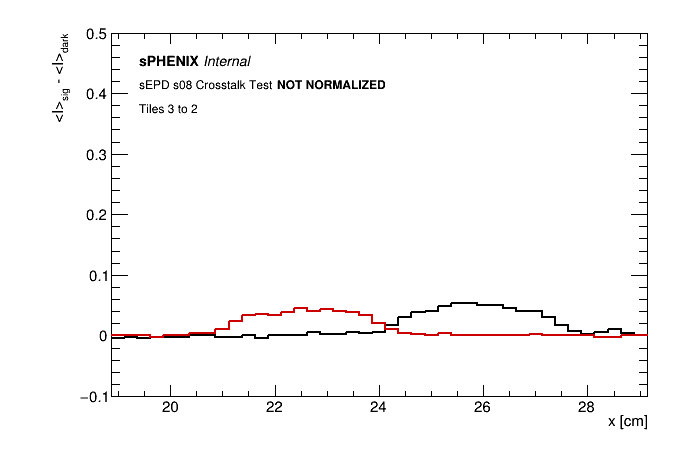 0.5
<I>sig - <I>dark
sPHENIX Internal
sEPD s08 Crosstalk Test NOT NORMALIZED
0.4
Tiles 3 to 2
0.3
0.2
0.1
0
−0.1
20 22 24 26 28
x [cm]